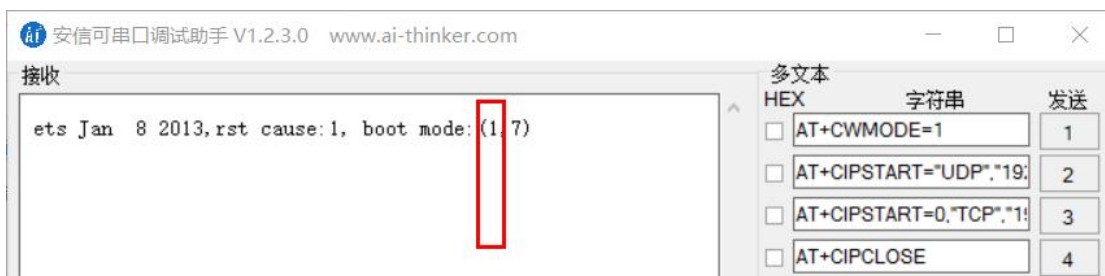 安信可串口调试助手 V1.2.3.0 www.ai-thinker.com
接收
ets Jan  8 2013,rst cause:1, boot mode:(1,7)
多文本
HEX 字符串 发送
AT+CWMODE=1 1
AT+CIPSTART="UDP","19 2
AT+CIPSTART=0,"TCP","1 3
AT+CIPCLOSE 4